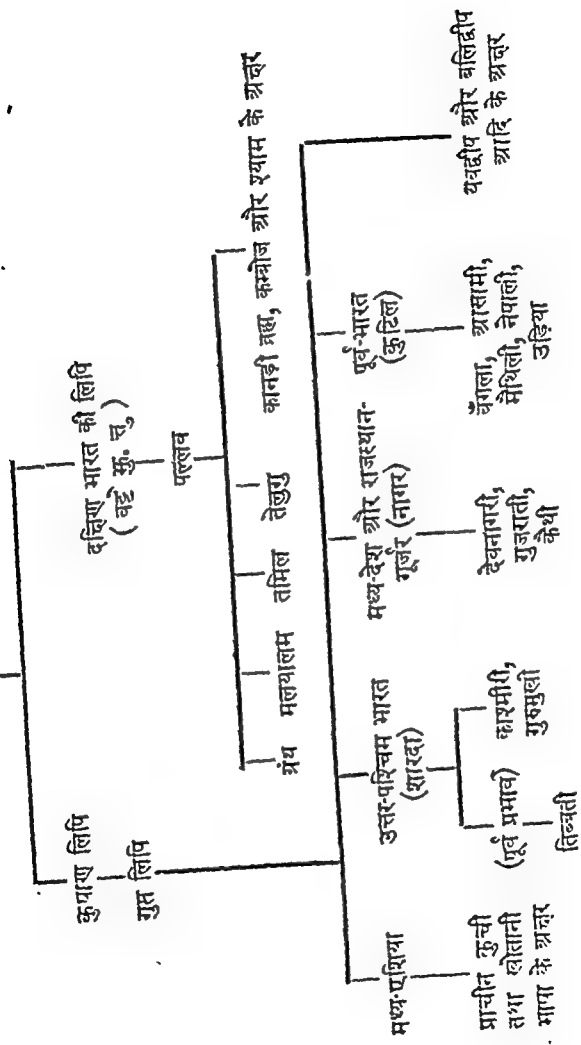 कुषाण लिपि
गुप्त लिपि
दक्षिण भारत की लिपि
( वट्टे कु. त्तु )
पल्लव
ग्रंथ
मलयालम
तमिल
तेलुगु
कानड़ी ब्रह्म, कम्बोज और श्याम के अक्षर
मध्य-एशिया
प्राचीन कुची
तथा खोतानी
भाषा के अक्षर
उत्तर-पश्चिम भारत
(शारदा)
(पूर्व प्रभाव)
तिब्बती
काश्मीरी,
गुरुमुखी
मध्य-देश और राजस्थान-
गूर्जर (नागर)
देवनागरी,
गुजराती,
कैथी
पूर्व-भारत
(कुटिल)
बँगला, आसामी,
मैथिली, नेपाली,
उड़िया
यवद्वीप और बलिद्वीप
आदि के अक्षर